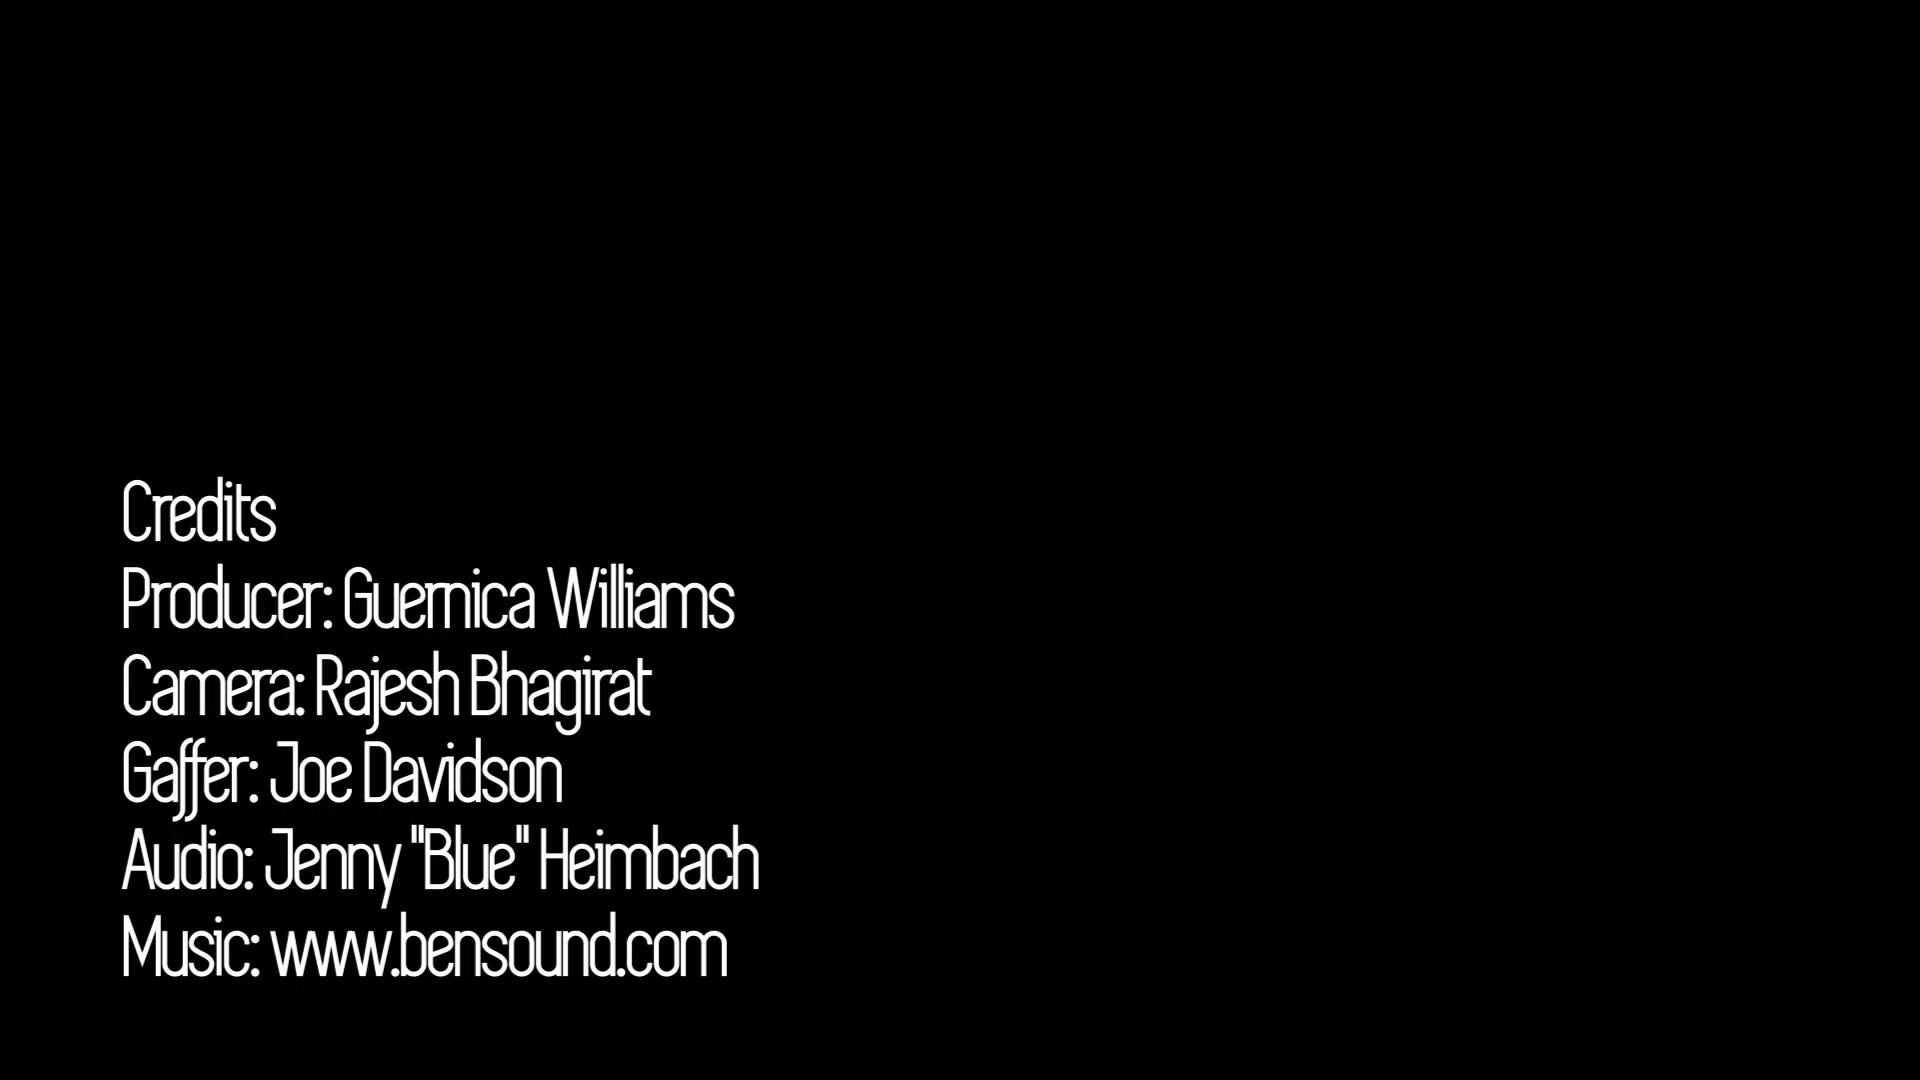 Credits
Producer: Guernica Williams
Camera: Rajesh Bhagirat
Gaffer: Joe Davidson
Audio: Jenny "Blue" Heimbach
Music: www.bensound.com